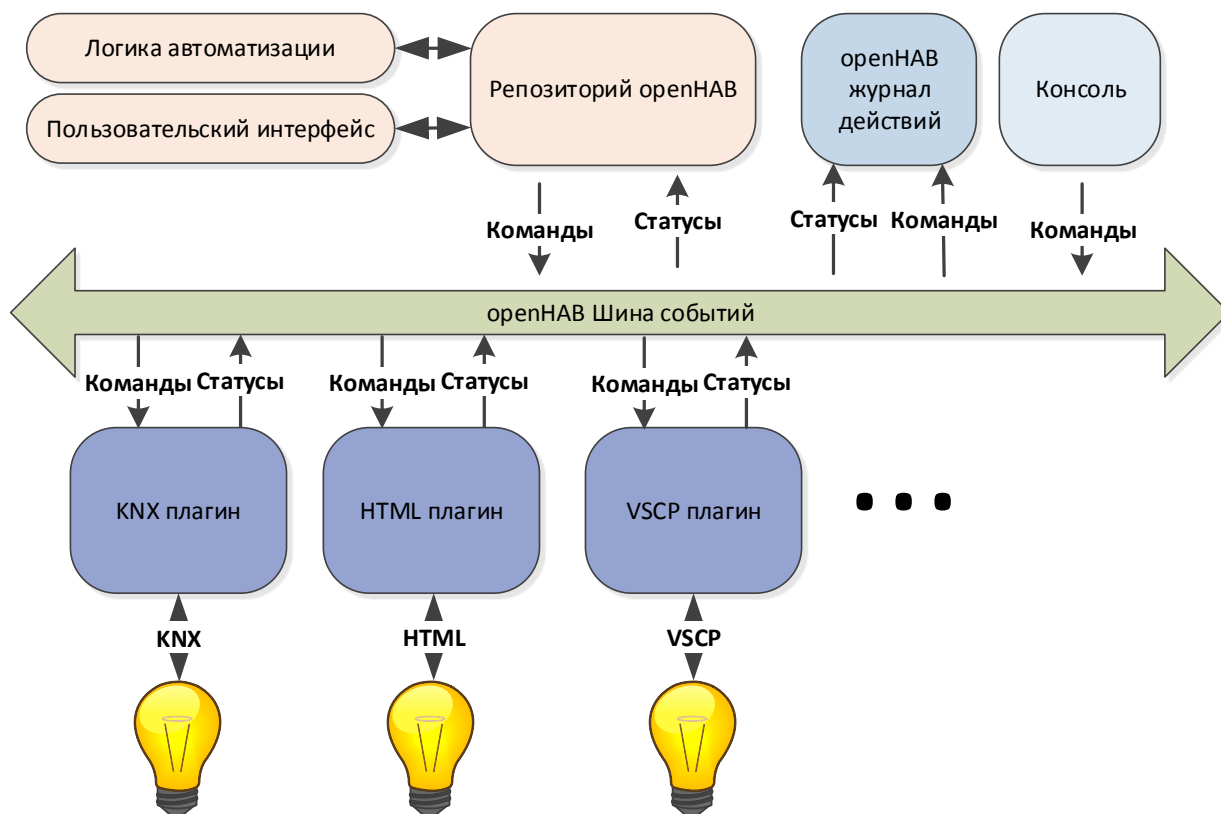 Логика автоматизации
Пользовательский интерфейс
Репозиторий openHAB
openHAB
журнал
действий
Консоль
Команды
Статусы
Статусы
Команды
Команды
openHAB Шина событий
Команды
Статусы
Команды
Статусы
Команды
Статусы
KNX плагин
HTML плагин
VSCP плагин
KNX
HTML
VSCP